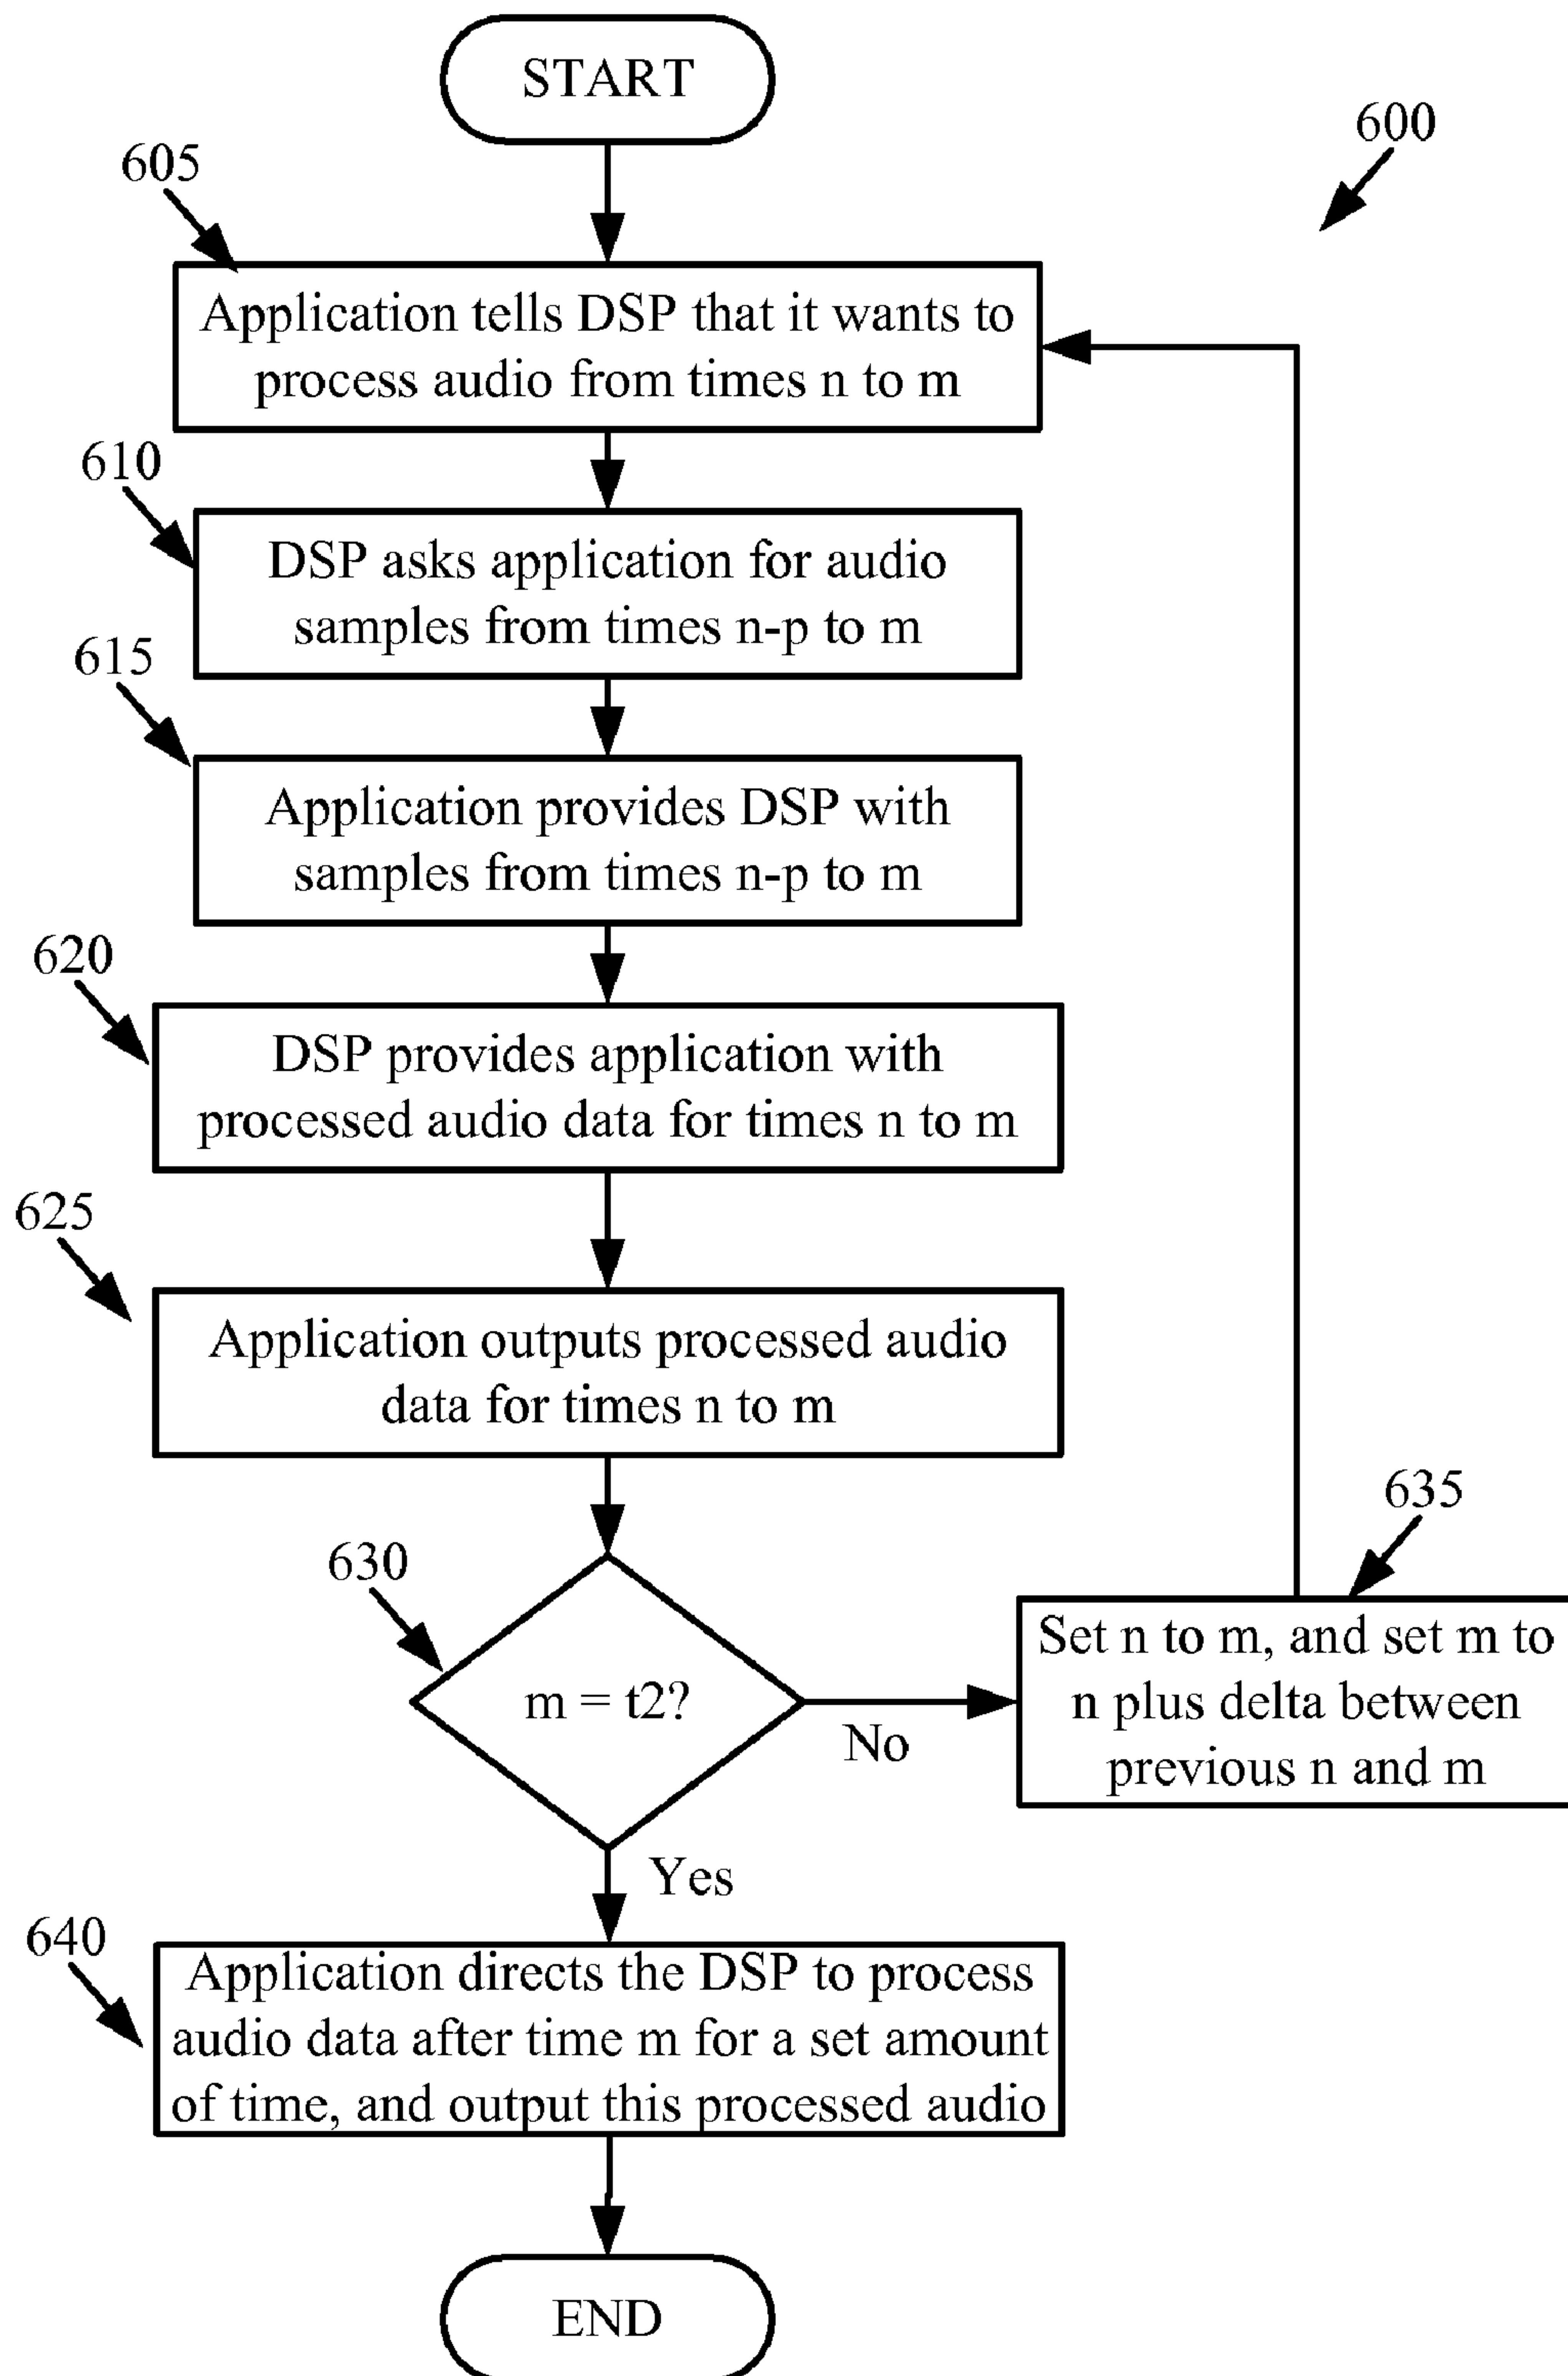 START
600
605
Application tells DSP that it wants to
process audio from times n to m
610
DSP asks application for audio
samples from times n-p to m
615
Application provides DSP with
samples from times n-p to m
620
DSP provides application with
processed audio data for times n to m
625
Application outputs processed audio
data for times n to m
630
m = t2?
No
635
Set n to m, and set m to
n plus delta between
previous n and m
Yes
640
Application directs the DSP to process
audio data after time m for a set amount
of time, and output this processed audio
END